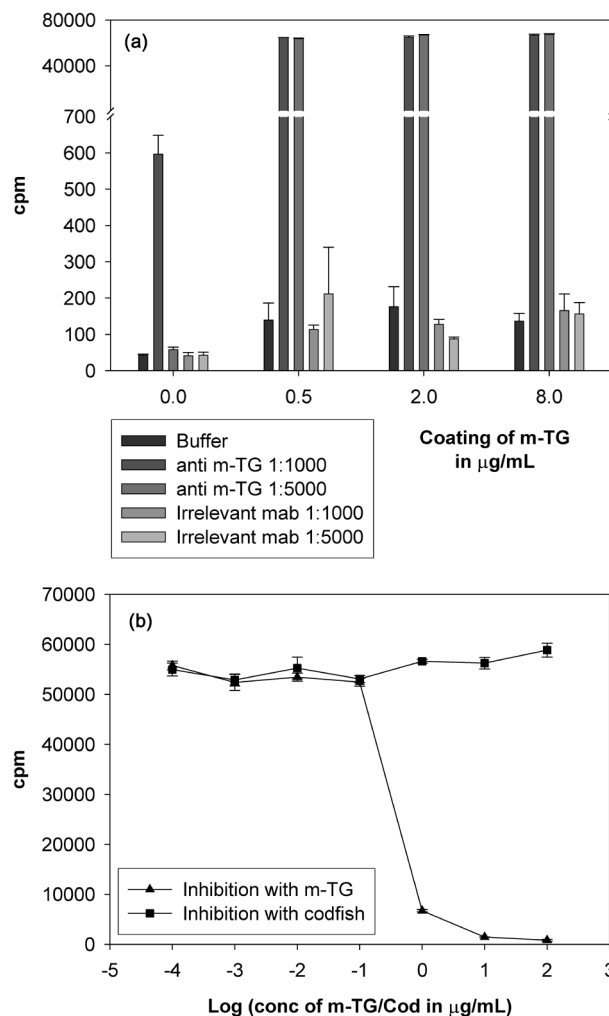 (a)
80000
40000
700
600
500
400
300
200
100
0
cpm
0.0 0.5 2.0 8.0
Coating of m-TG
in μg/mL
Buffer
anti m-TG 1:1000
anti m-TG 1:5000
Irrelevant mab 1:1000
Irrelevant mab 1:5000
(b)
70000
60000
50000
40000
30000
20000
10000
0
cpm
Inhibition with m-TG
Inhibition with codfish
-5 -4 -3 -2 -1 0 1 2 3
Log (conc of m-TG/Cod in μg/mL)